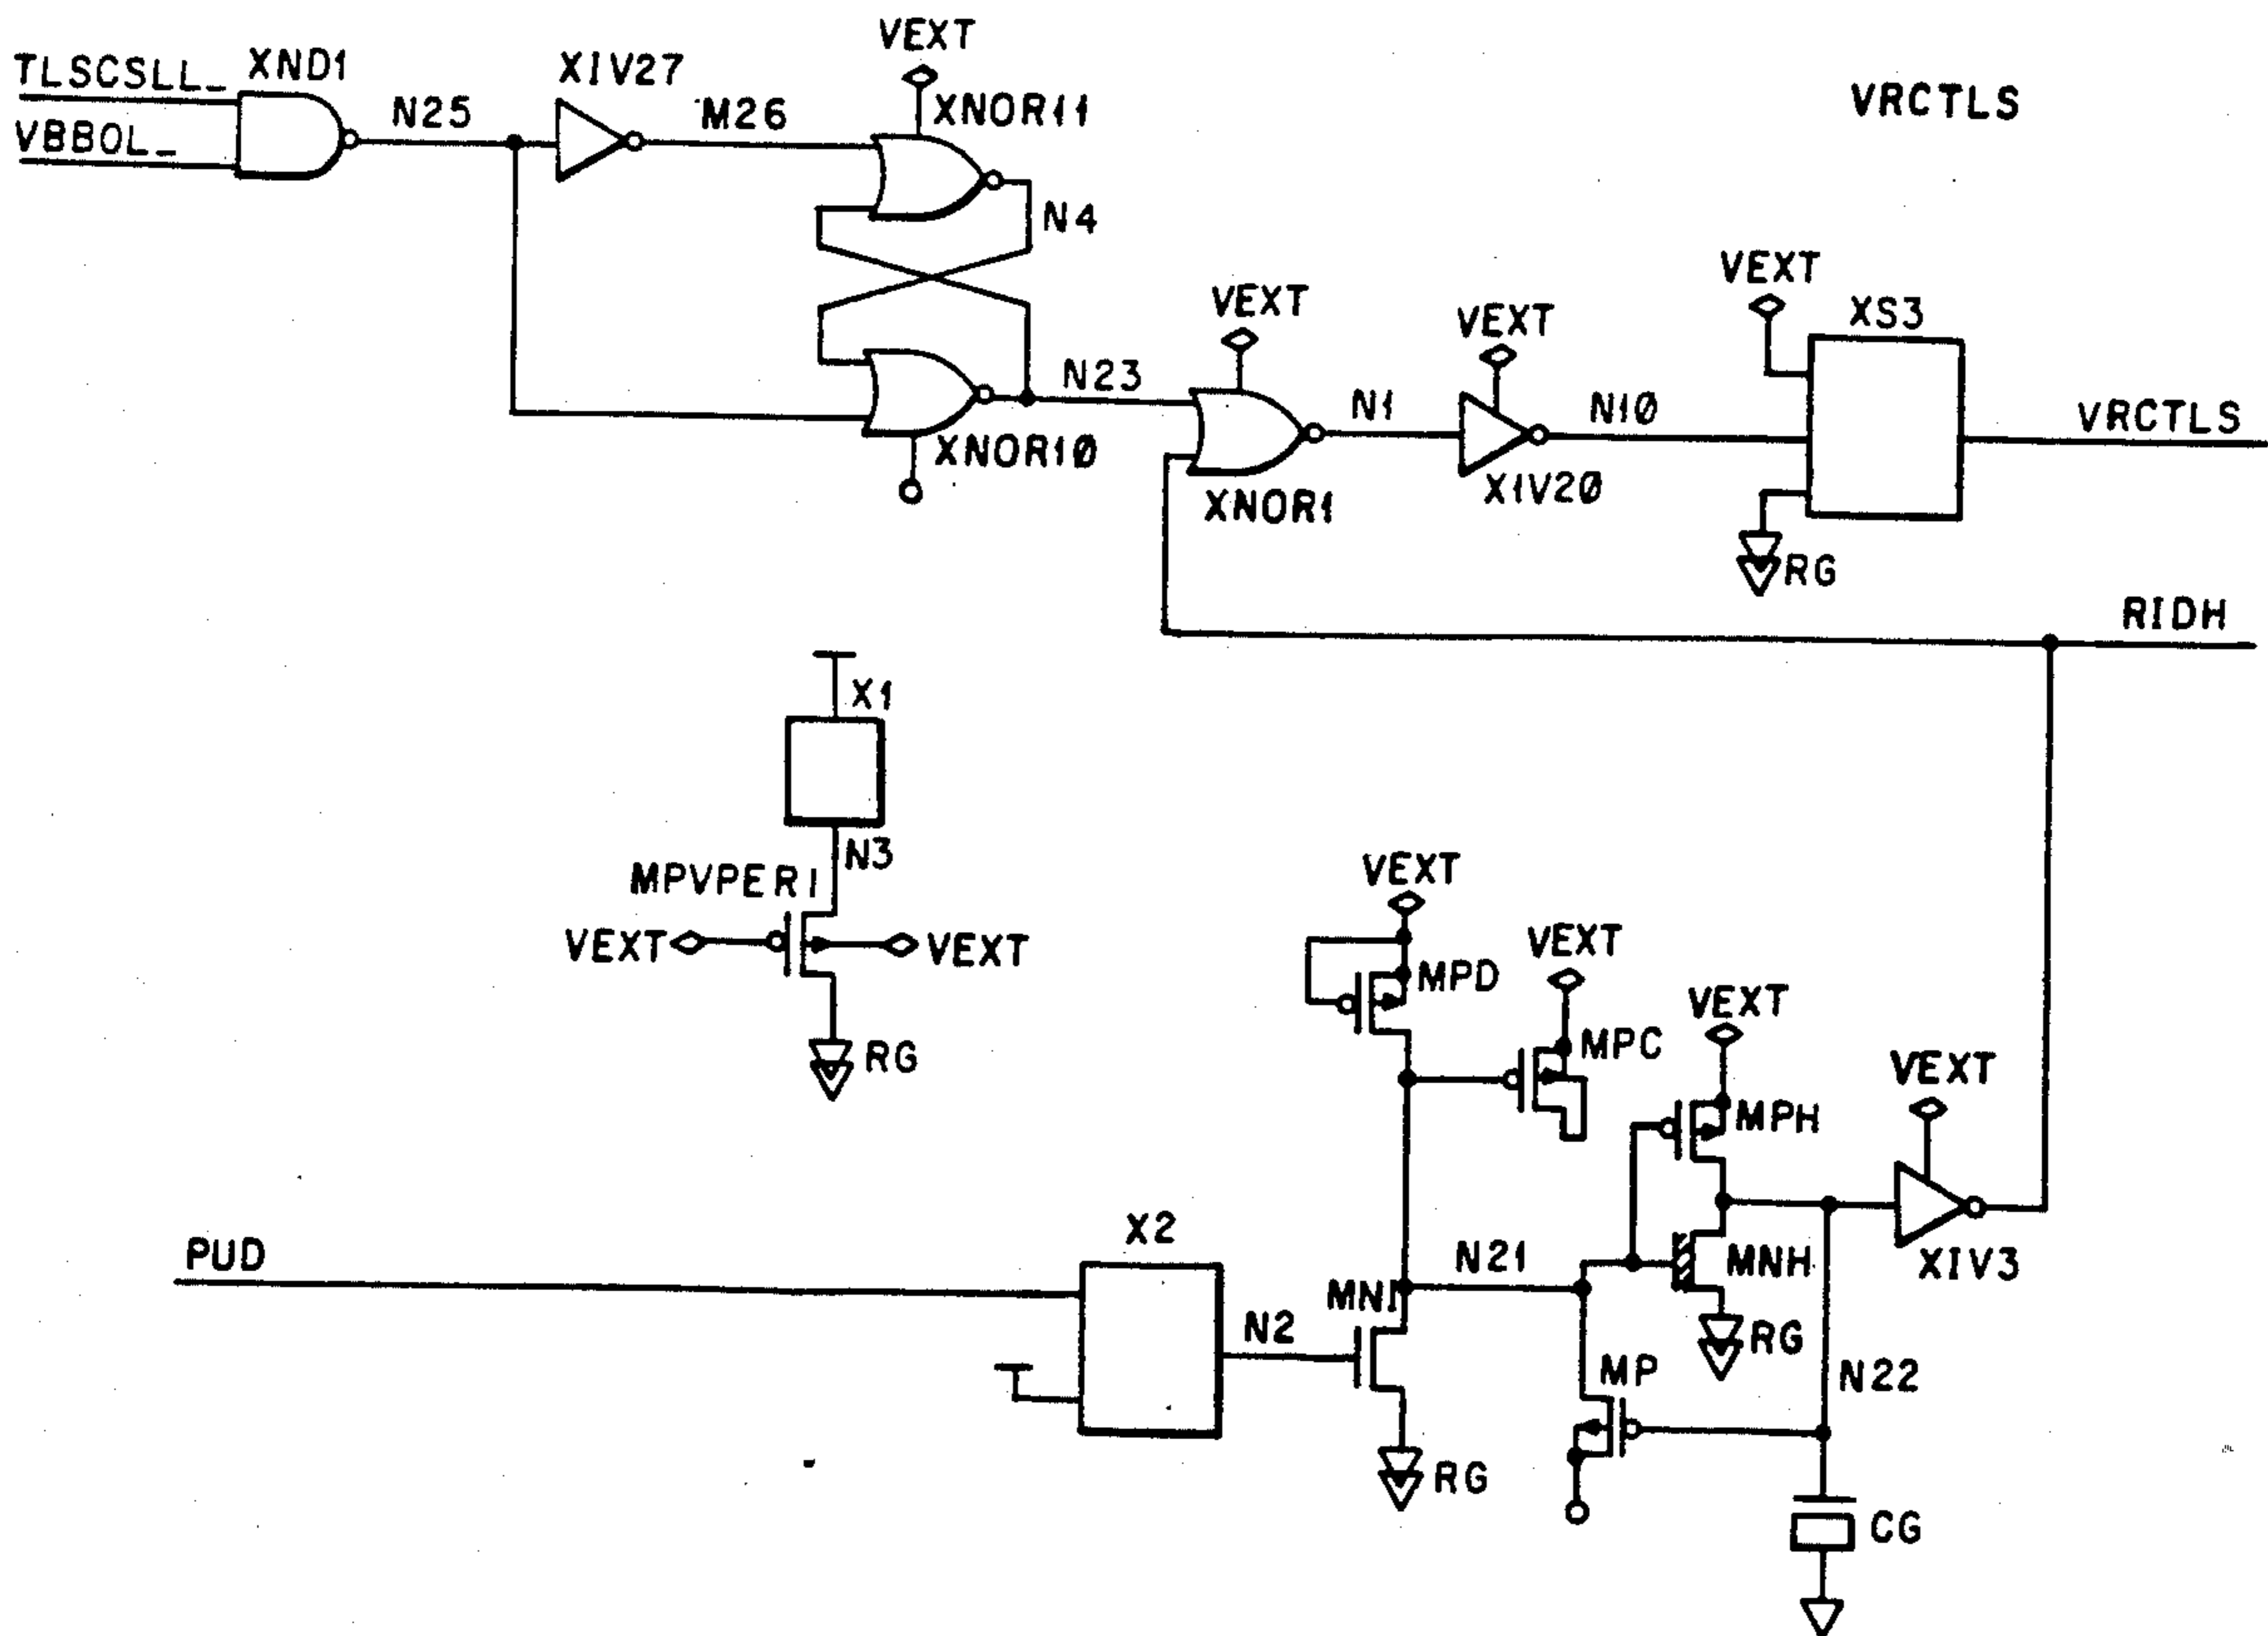 VEXT
TLSCSLL_
XND1
XIV27
VRCTLS
VBBOL_
N25
M26
XNOR11
N4
VEXT
VEXT
VEXT
XS3
N23
N1
N10
VRCTLS
XNOR10
XNOR1
XIV20
RG
RIDH
X1
N3
MPVPERI
VEXT
VEXT
VEXT
VEXT
MPD
MPC
VEXT
RG
VEXT
MPH
X2
PUD
N21
MNH
XIV3
MNI
N2
RG
MP
N22
RG
CG